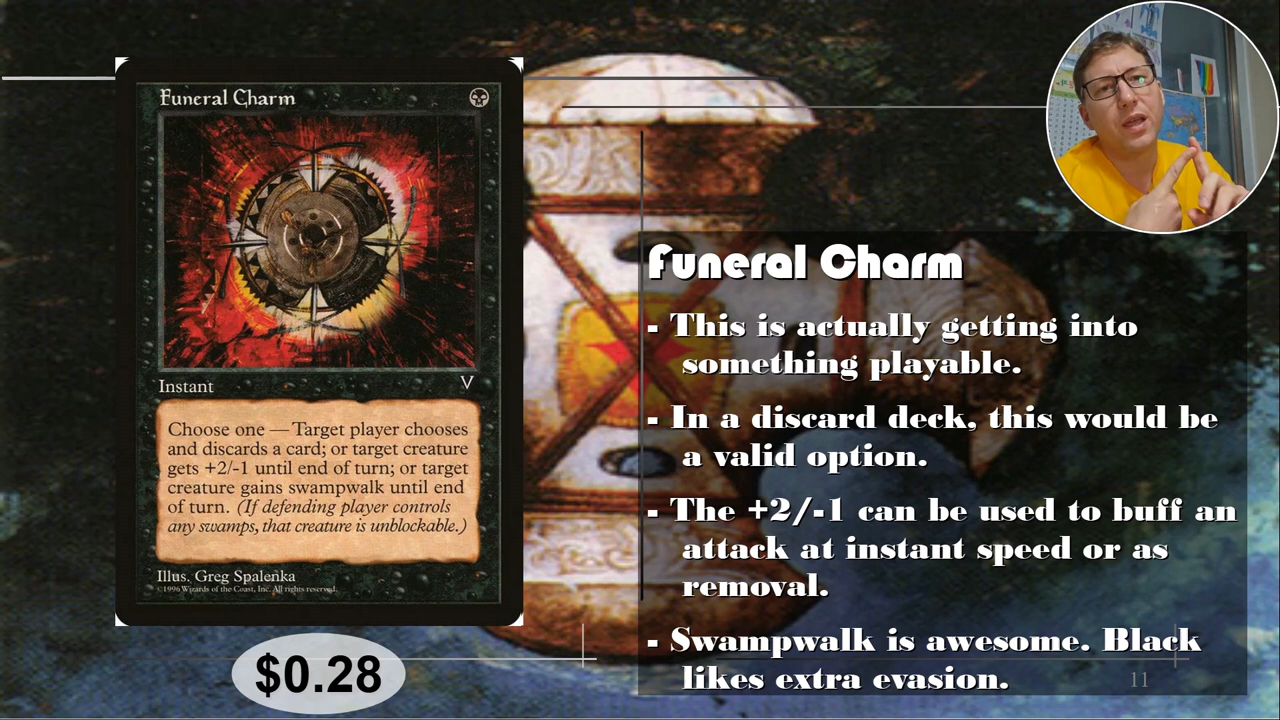 Funeral Charm
Instant
V
Choose one — Target player chooses
and discards a card; or target creature
gets +2/-1 until end of turn; or target
creature gains swampwalk until end
of turn. (If defending player controls
any swamps, that creature is unblockable.)
Illus. Greg Spalenka
©1996 Wizards of the Coast, Inc. All rights reserved.
$0.28
Funeral Charm
- This is actually getting into
something playable.
- In a discard deck, this would be
a valid option.
- The +2/-1 can be used to buff an
attack at instant speed or as
removal.
- Swampwalk is awesome. Black
likes extra evasion.
11